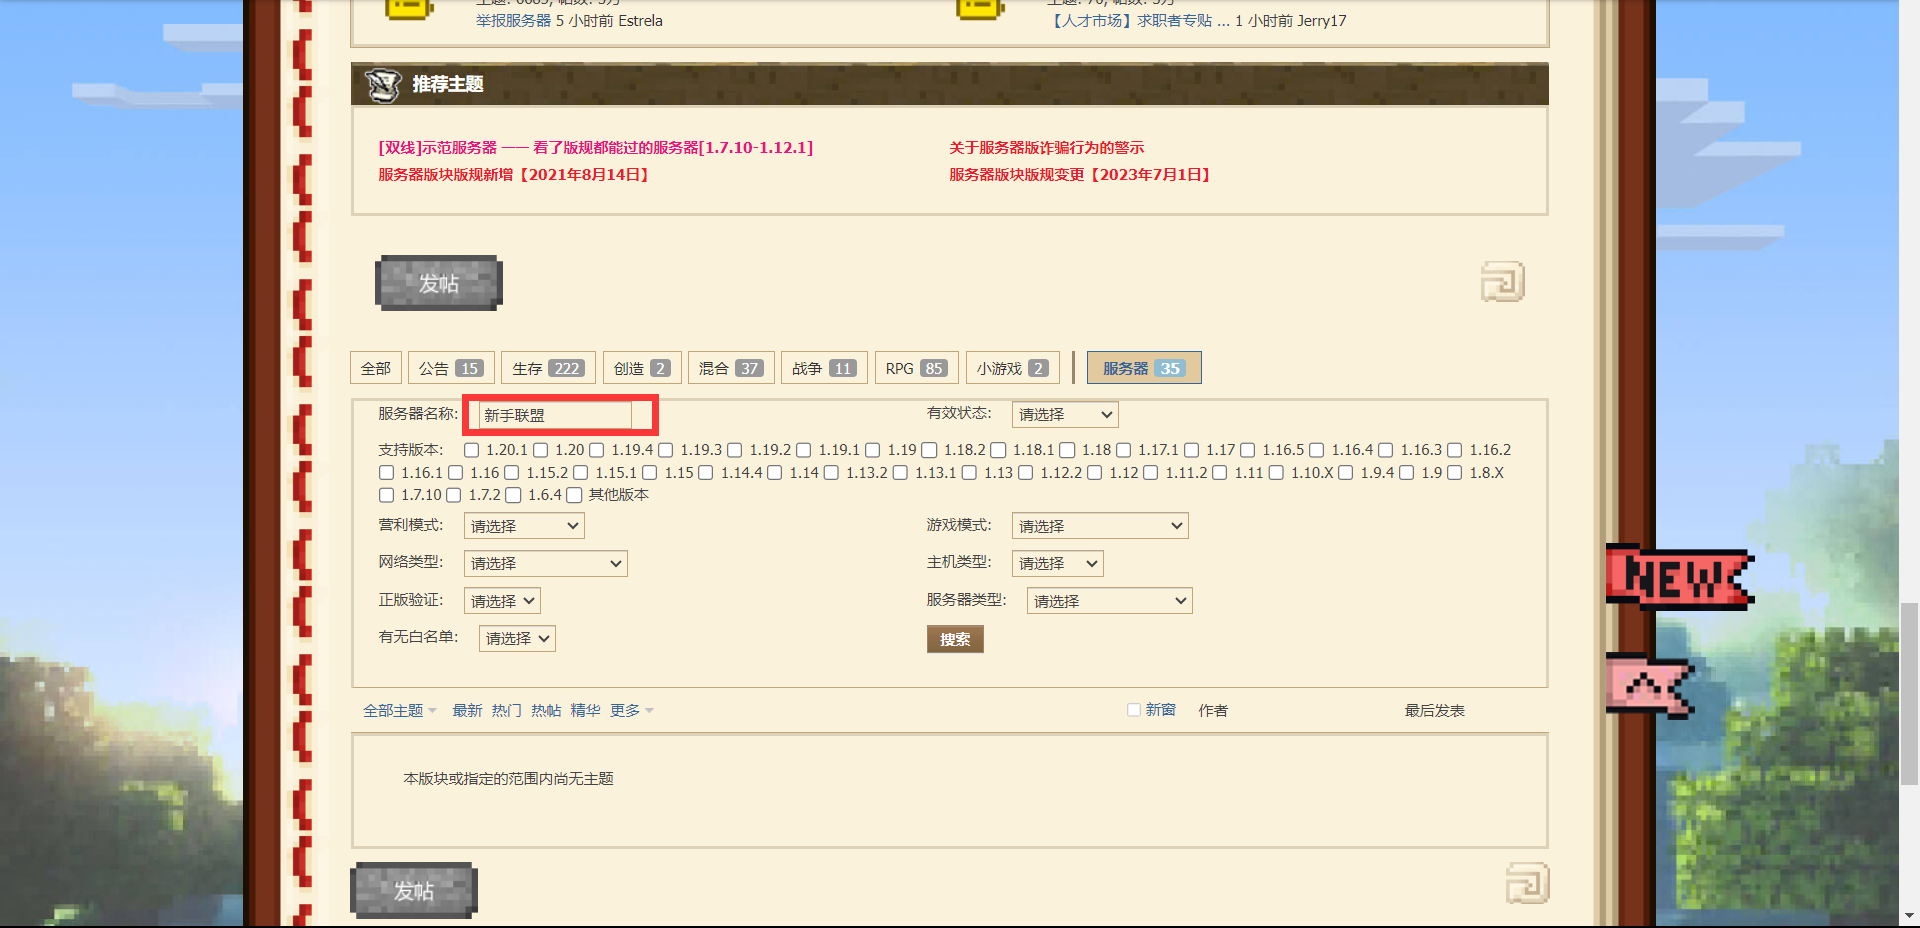 举报服务器 5 小时前 Estrela
【人才市场】求职者专贴 ... 1 小时前 Jerry17
推荐主题
[双线]示范服务器 —— 看了版规都能过的服务器[1.7.10-1.12.1]
关于服务器版诈骗行为的警示
服务器版块版规新增【2021年8月14日】
服务器版块版规变更【2023年7月1日】
发帖
全部 公告 15 生存 222 创造 2 混合 37 战争 11 RPG 85 小游戏 2 服务器 35
服务器名称: 新手联盟 有效状态: 请选择
支持版本: 1.20.1 1.20 1.19.4 1.19.3 1.19.2 1.19.1 1.19 1.18.2 1.18.1 1.18 1.17.1 1.17 1.16.5 1.16.4 1.16.3 1.16.2
1.16.1 1.16 1.15.2 1.15.1 1.15 1.14.4 1.14 1.13.2 1.13.1 1.13 1.12.2 1.12 1.11.2 1.11 1.10.X 1.9.4 1.9 1.8.X
1.7.10 1.7.2 1.6.4 其他版本
营利模式: 请选择 游戏模式: 请选择
网络类型: 请选择 主机类型: 请选择
NEW
正版验证: 请选择 服务器类型: 请选择
有无白名单: 请选择 搜索
全部主题 最新 热门 热帖 精华 更多 新窗 作者 最后发表
本版块或指定的范围内尚无主题
发帖